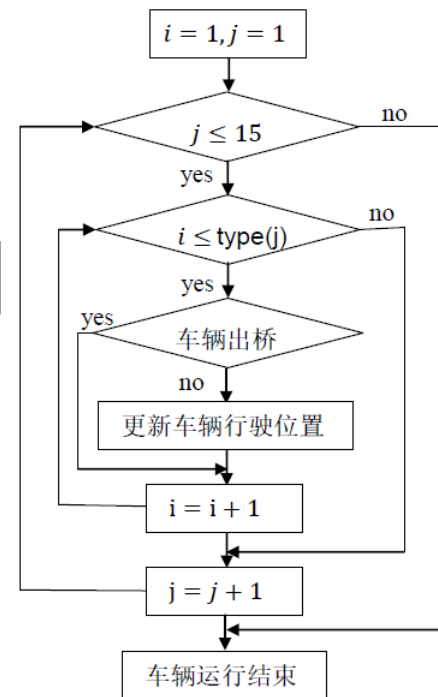 i = 1, j = 1
j ≤ 15
no
yes
i ≤ type(j)
no
yes
yes
车辆出桥
no
更新车辆行驶位置
i = i + 1
j = j + 1
车辆运行结束